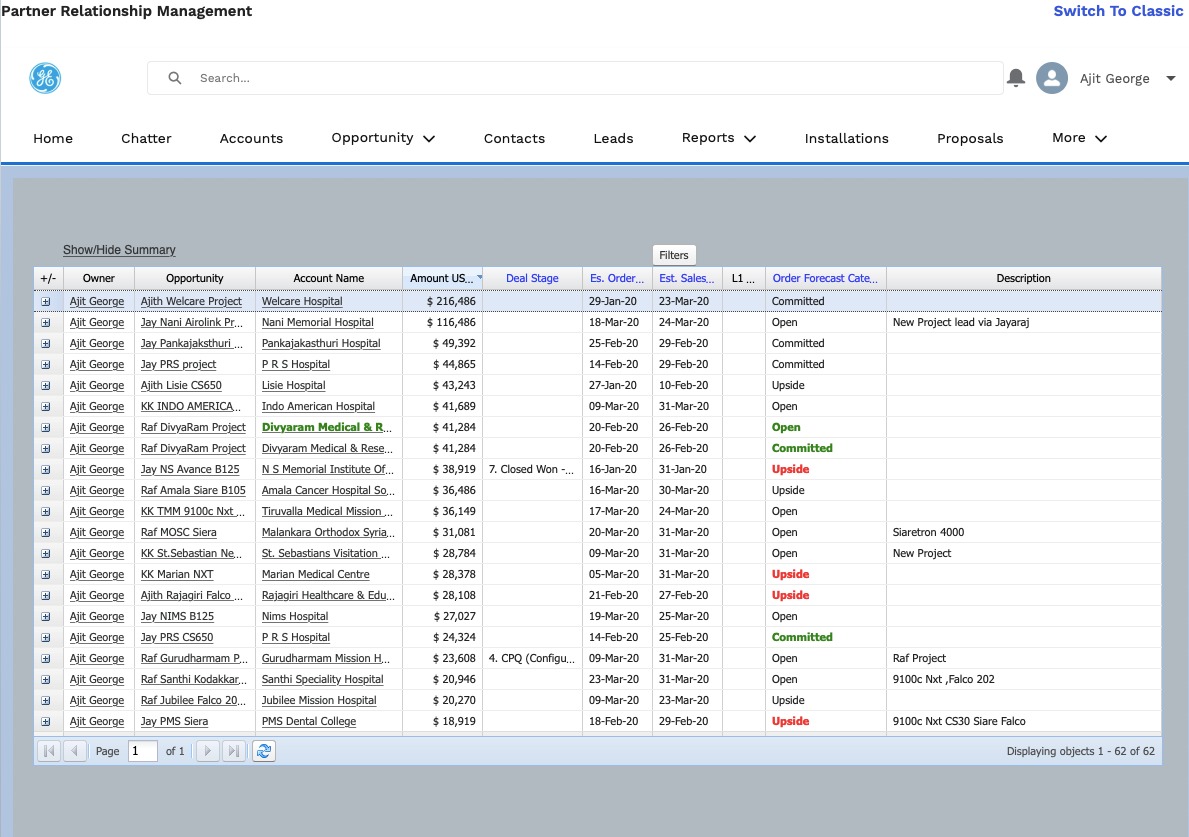 Partner Relationship Management Switch To Classic
Search... Ajit George
Home Chatter Accounts Opportunity Contacts Leads Reports Installations Proposals More
Show/Hide Summary Filters
+/- Owner Opportunity Account Name Amount US... Deal Stage Es. Order... Est. Sales... L1 ... Order Forecast Cate... Description
Ajit George Ajith Welcare Project Welcare Hospital $ 216,486 29-Jan-20 23-Mar-20 Committed
Ajit George Jay Nani Airolink Pr... Nani Memorial Hospital $ 116,486 18-Mar-20 24-Mar-20 Open New Project lead via Jayaraj
Ajit George Jay Pankajaksthuri ... Pankajakasthuri Hospital $ 49,392 25-Feb-20 29-Feb-20 Committed
Ajit George Jay PRS project P R S Hospital $ 44,865 14-Feb-20 29-Feb-20 Committed
Ajit George Ajith Lisie CS650 Lisie Hospital $ 43,243 27-Jan-20 10-Feb-20 Upside
Ajit George KK INDO AMERICA... Indo American Hospital $ 41,689 09-Mar-20 31-Mar-20 Open
Ajit George Raf DivyaRam Project Divyaram Medical & R... $ 41,284 20-Feb-20 26-Feb-20 Open
Ajit George Raf DivyaRam Project Divyaram Medical & Rese... $ 41,284 20-Feb-20 26-Feb-20 Committed
Ajit George Jay NS Avance B125 N S Memorial Institute Of... $ 38,919 7. Closed Won -... 16-Jan-20 31-Jan-20 Upside
Ajit George Raf Amala Siare B105 Amala Cancer Hospital So... $ 36,486 16-Mar-20 30-Mar-20 Upside
Ajit George KK TMM 9100c Nxt ... Tiruvalla Medical Mission ... $ 36,149 17-Mar-20 24-Mar-20 Open
Ajit George Raf MOSC Siera Malankara Orthodox Syria... $ 31,081 20-Mar-20 31-Mar-20 Open Siaretron 4000
Ajit George KK St.Sebastian Ne... St. Sebastians Visitation ... $ 28,784 09-Mar-20 31-Mar-20 Open New Project
Ajit George KK Marian NXT Marian Medical Centre $ 28,378 05-Mar-20 31-Mar-20 Upside
Ajit George Ajith Rajagiri Falco ... Rajagiri Healthcare & Edu... $ 28,108 21-Feb-20 27-Feb-20 Upside
Ajit George Jay NIMS B125 Nims Hospital $ 27,027 19-Mar-20 25-Mar-20 Open
Ajit George Jay PRS CS650 P R S Hospital $ 24,324 14-Feb-20 25-Feb-20 Committed
Ajit George Raf Gurudharmam P... Gurudharmam Mission H... $ 23,608 4. CPQ (Configu... 09-Mar-20 31-Mar-20 Open Raf Project
Ajit George Raf Santhi Kodakkar... Santhi Speciality Hospital $ 20,946 23-Mar-20 31-Mar-20 Open 9100c Nxt ,Falco 202
Ajit George Raf Jubilee Falco 20... Jubilee Mission Hospital $ 20,270 09-Mar-20 23-Mar-20 Upside
Ajit George Jay PMS Siera PMS Dental College $ 18,919 18-Feb-20 29-Feb-20 Upside 9100c Nxt CS30 Siare Falco
Page 1 of 1 Displaying objects 1 - 62 of 62